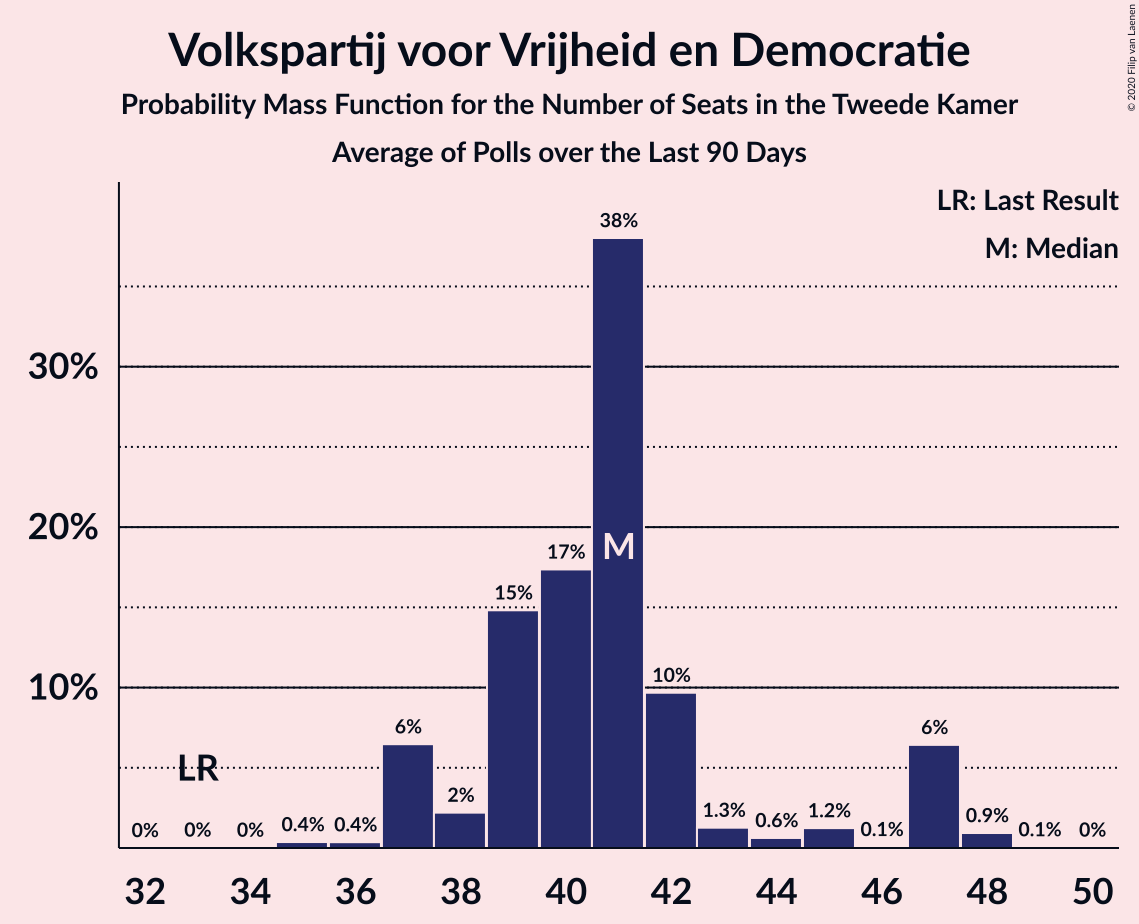 Volkspartij voor Vrijheid en Democratie
Probability Mass Function for the Number of Seats in the Tweede Kamer
Average of Polls over the Last 90 Days
© 2020 Filip van Laenen
LR: Last Result
M: Median
30%
20%
10%
0%
LR
0%
0%
0.4%
0.4%
6%
2%
15%
17%
38%
M
10%
1.3%
0.6%
1.2%
0.1%
6%
0.9%
0.1%
0%
32 34 36 38 40 42 44 46 48 50